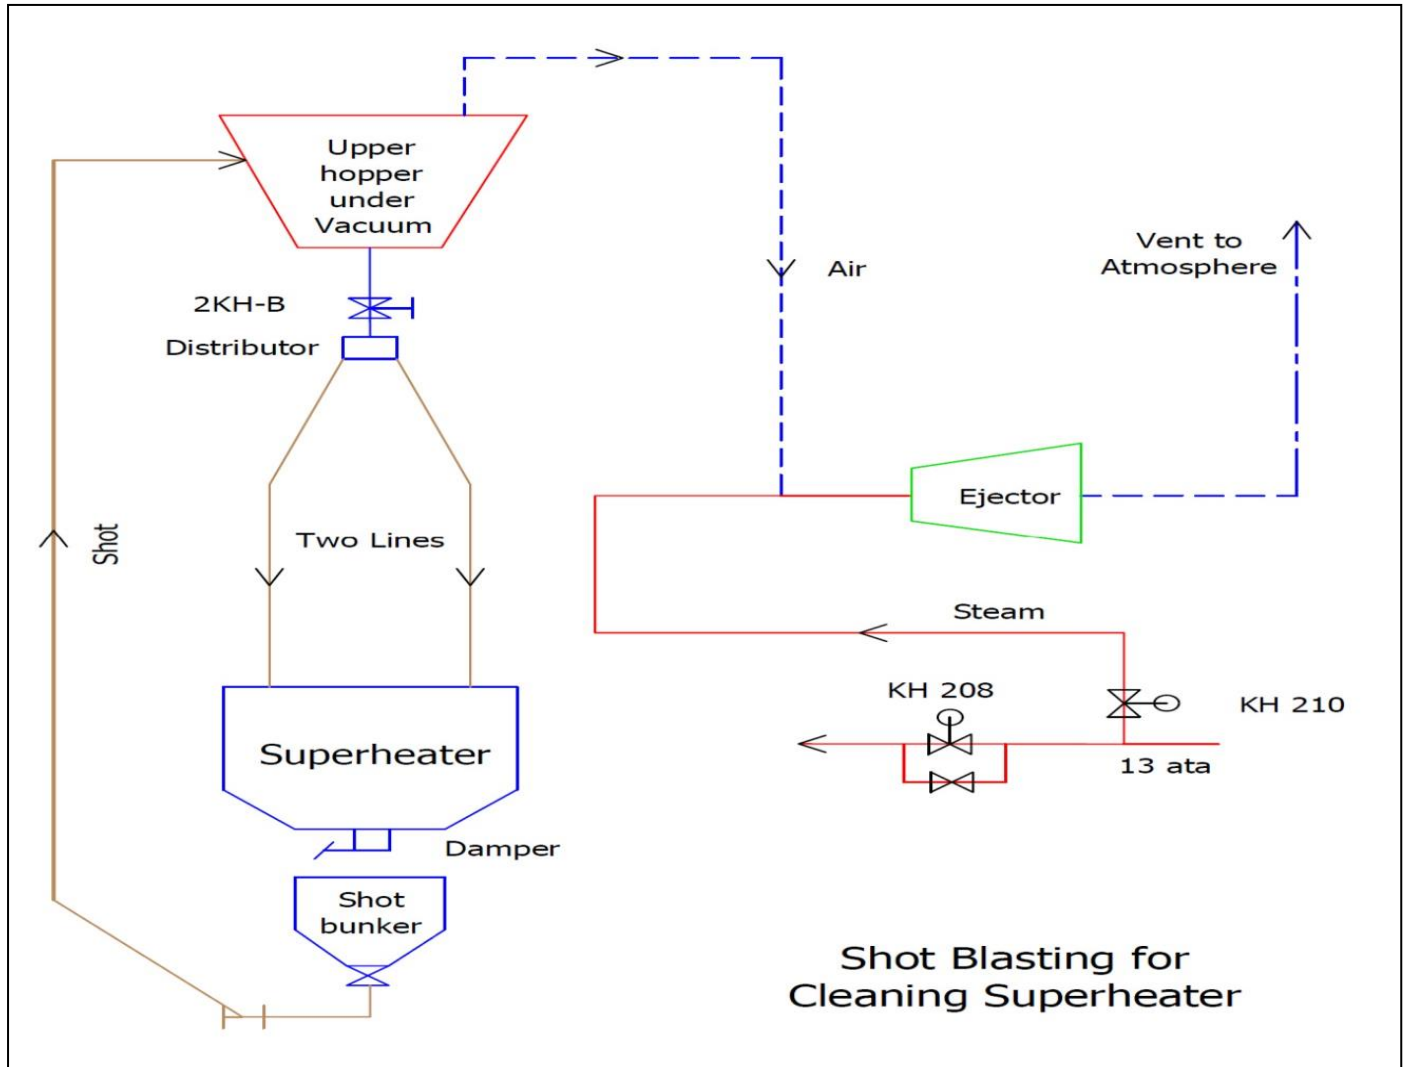 Upper
hopper
under
Vacuum
Vent to
Atmosphere
Air
2KH-B
Distributor
Ejector
Shot
Two Lines
Steam
KH 208
KH 210
Superheater
13 ata
Damper
Shot
bunker
Shot Blasting for
Cleaning Superheater